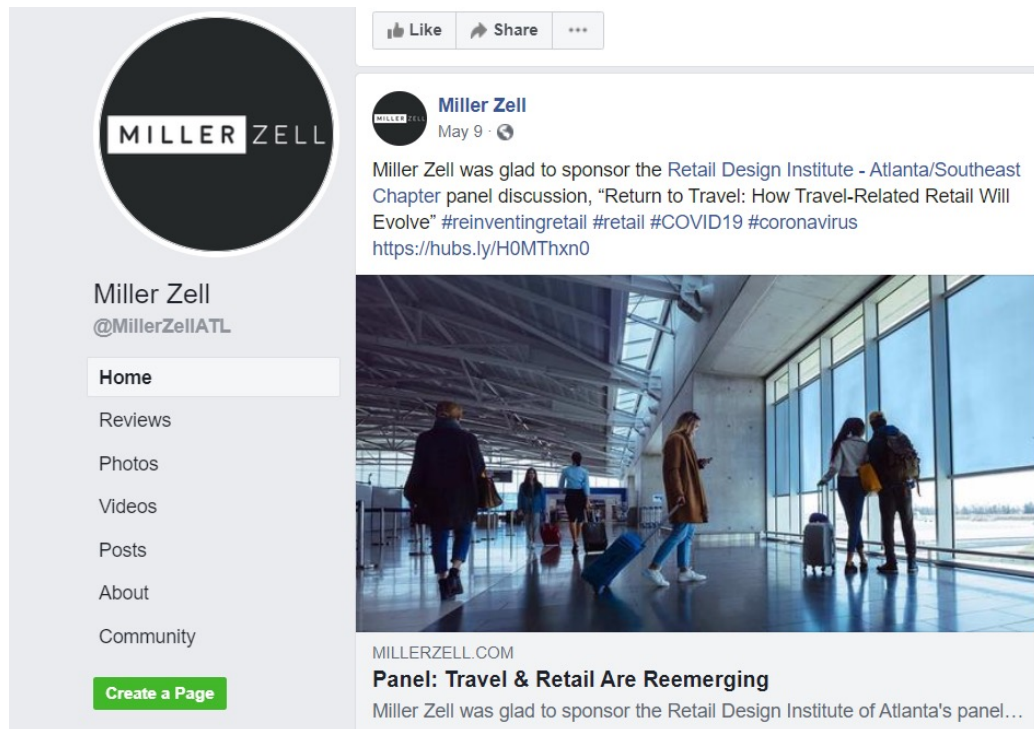 MILLER ZELL
Miller Zell
@MillerZellATL
Home
Reviews
Photos
Videos
Posts
About
Community
Create a Page
Like Share ...
MILLER ZELL
Miller Zell
May 9 ·
Miller Zell was glad to sponsor the Retail Design Institute - Atlanta/Southeast
Chapter panel discussion, “Return to Travel: How Travel-Related Retail Will
Evolve” #reinventingretail #retail #COVID19 #coronavirus
https://hubs.ly/H0MThxn0
MILLERZELL.COM
Panel: Travel & Retail Are Reemerging
Miller Zell was glad to sponsor the Retail Design Institute of Atlanta's panel…